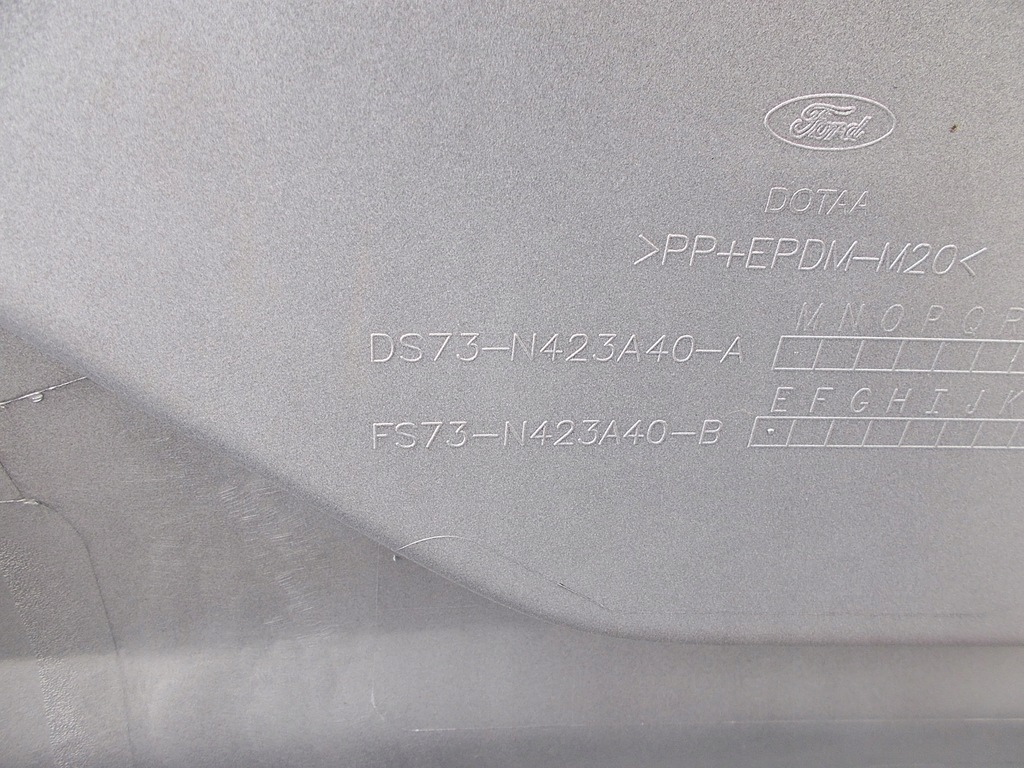 Ford
DOTAA
>PP+EPDM-M20<
M N O P Q R
DS73-N423A40-A
E F G H I J K
FS73-N423A40-B